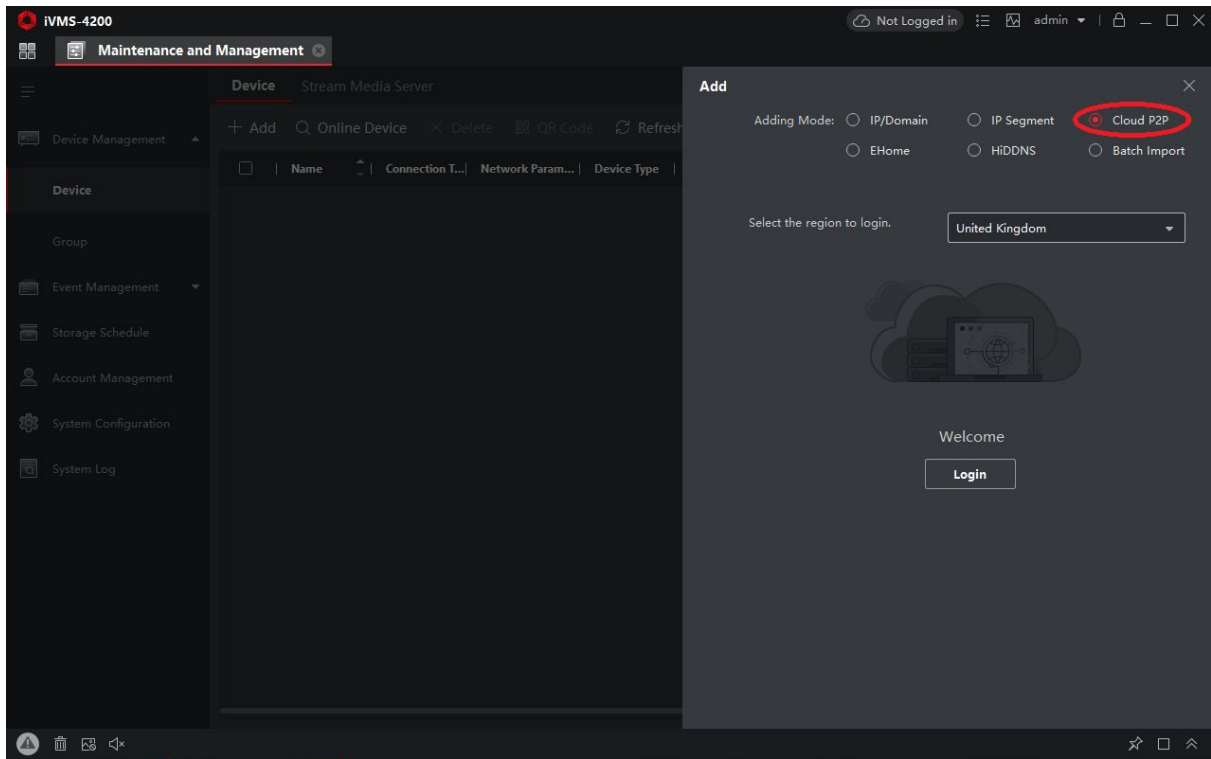 iVMS-4200
Not Logged in
admin
Maintenance and Management
Device Stream Media Server
Add Online Device Delete QR Code Refresh
Name Connection T... Network Param... Device Type
Device Management
Device
Group
Event Management
Storage Schedule
Account Management
System Configuration
System Log
Add
Adding Mode: IP/Domain IP Segment Cloud P2P
EHome HiDDNS Batch Import
Select the region to login. United Kingdom
Welcome
Login